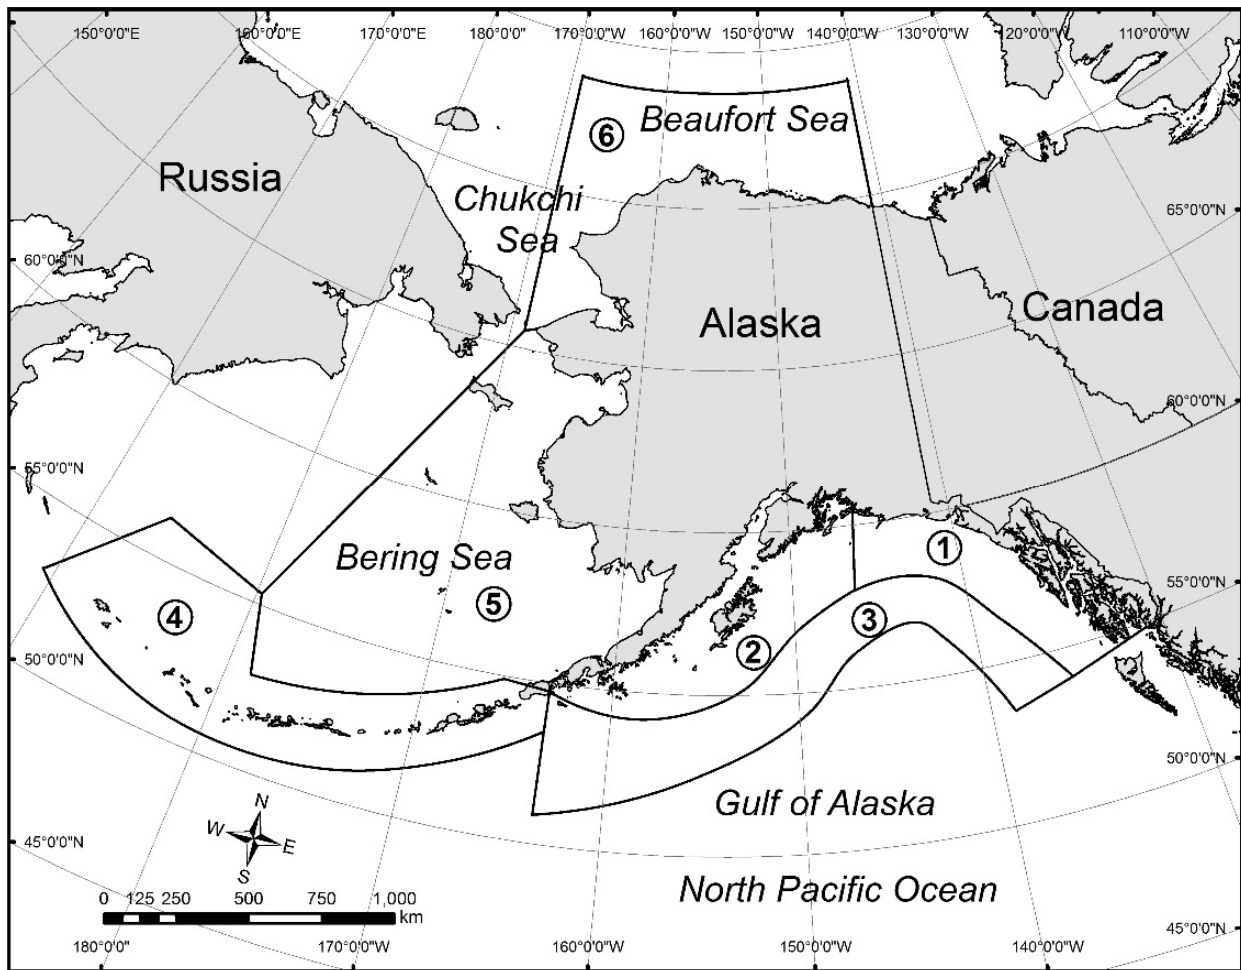 150°0'0"E 160°0'0"E 170°0'0"E 180°0'0"W 170°0'0"W 160°0'0"W 150°0'0"W 140°0'0"W 130°0'0"W 120°0'0"W 110°0'0"W
6
Beaufort Sea
Russia
Chukchi
Sea
65°0'0"N
60°0'0"N
Alaska
Canada
60°0'0"N
55°0'0"N
Bering Sea
1
55°0'0"N
4
5
3
2
50°0'0"N
50°0'0"N
Gulf of Alaska
45°0'0"N
N
W
E
S
North Pacific Ocean
0 125 250 500 750 1,000
km
45°0'0"N
180°0'0"W 170°0'0"W 160°0'0"W 150°0'0"W 140°0'0"W